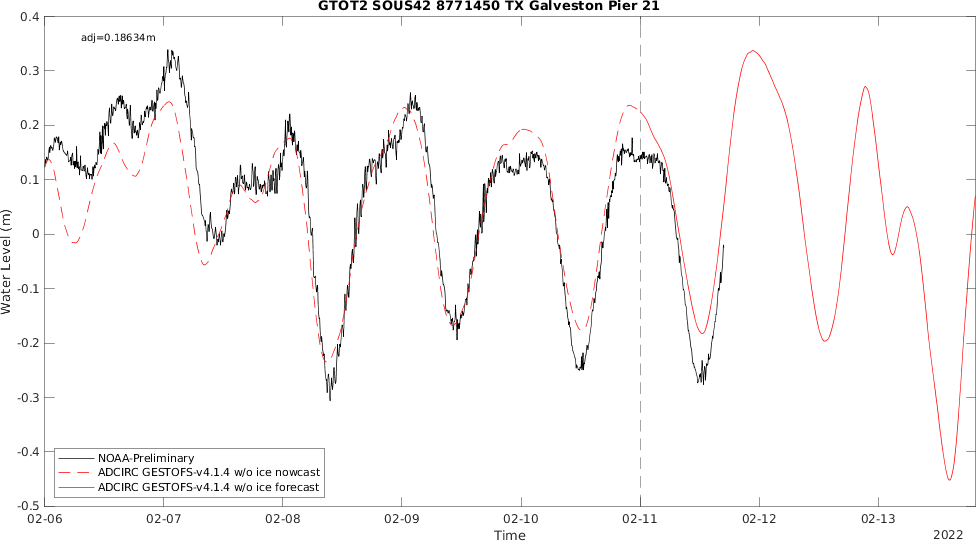 GTOT2 SOUS42 8771450 TX Galveston Pier 21
adj=0.18634m
0.4
0.3
0.2
0.1
0
-0.1
-0.2
-0.3
-0.4
-0.5
Water Level (m)
NOAA-Preliminary
ADCIRC GESTOFS-v4.1.4 w/o ice nowcast
ADCIRC GESTOFS-v4.1.4 w/o ice forecast
02-06 02-07 02-08 02-09 02-10 02-11 02-12 02-13
Time
2022